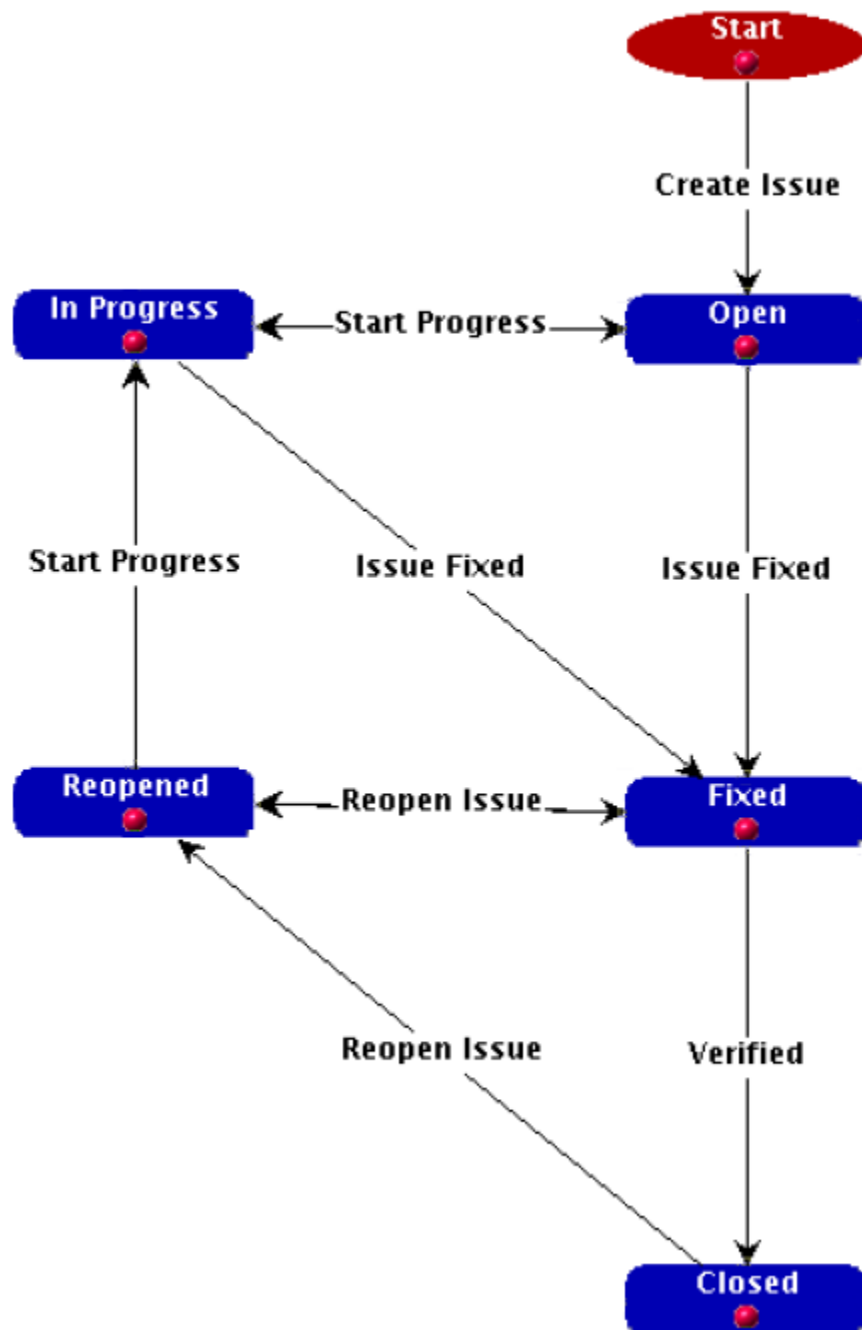 Start
Create Issue
In Progress
Start Progress
Open
Start Progress
Issue Fixed
Issue Fixed
Reopened
Reopen Issue
Fixed
Reopen Issue
Verified
Closed